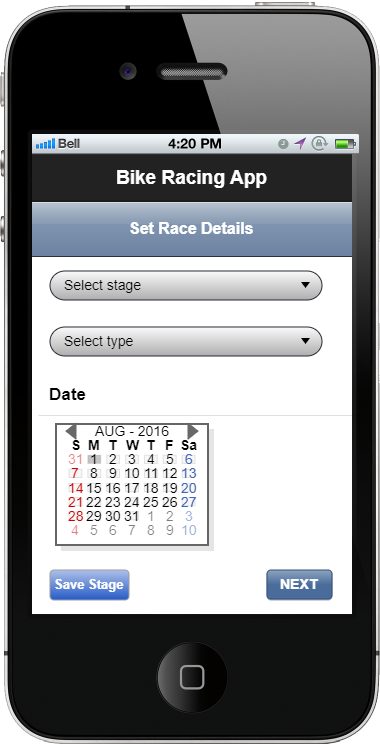 Bell 4:20 PM
Bike Racing App
Set Race Details
Select stage
Select type
Date
AUG - 2016
S M T W T F Sa
31 1 2 3 4 5 6
7 8 9 10 11 12 13
14 15 16 17 18 19 20
21 22 23 24 25 26 27
28 29 30 31 1 2 3
4 5 6 7 8 9 10
Save Stage NEXT